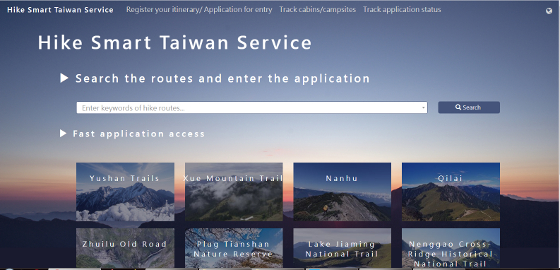 Hike Smart Taiwan Service Register your itinerary/ Application for entry Track cabins/campsites Track application status
Hike Smart Taiwan Service
Search the routes and enter the application
Enter keywords of hike routes...
Search
Fast application access
Yushan Trails
Xue Mountain Trail
Nanhu
Qilai
Zhuilu Old Road
Plug Tianshan
Nature Reserve
Lake Jiaming
National Trail
Nenggao Cross-
Ridge Historical
National Trail